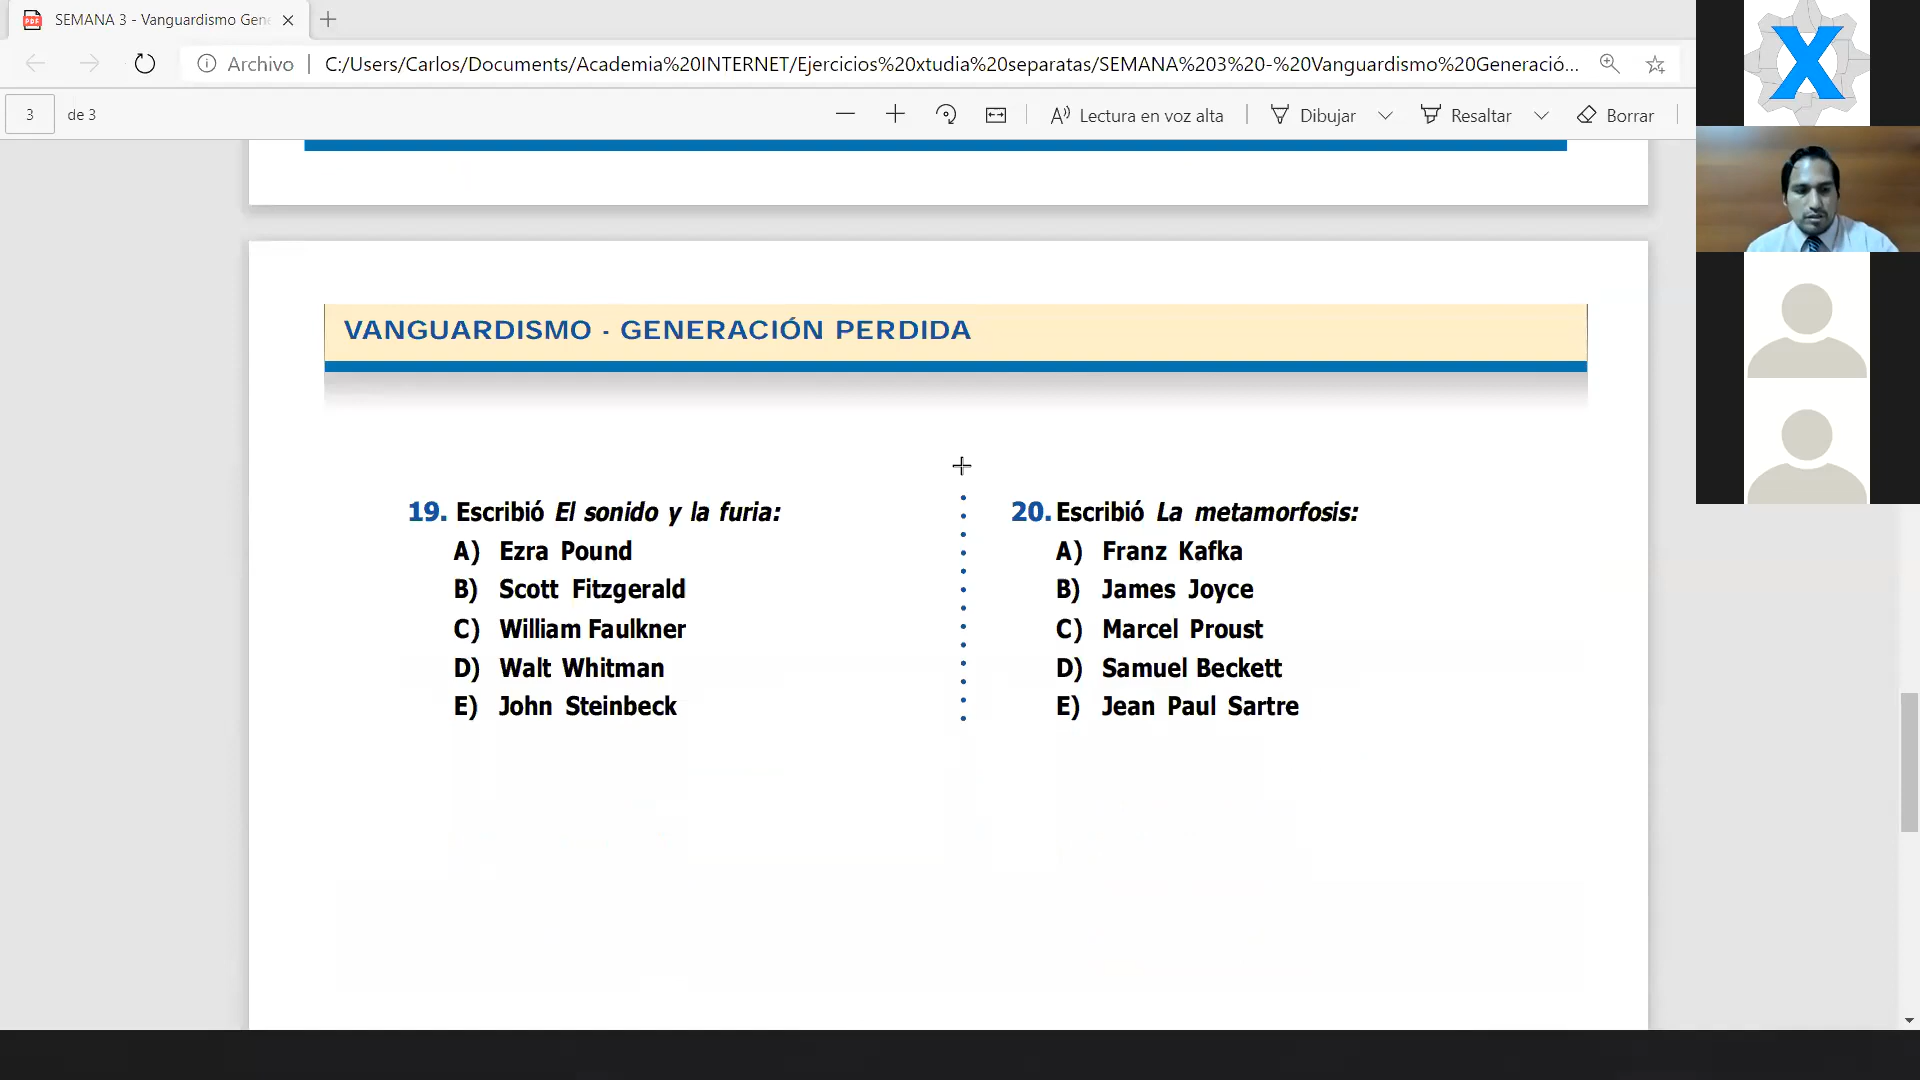 SEMANA 3 - Vanguardismo Gen
Archivo
C:/Users/Carlos/Documents/Academia%20INTERNET/Ejercicios%20xtudia%20separatas/SEMANA%203%20-%20Vanguardismo%20Generació...
3
de 3
Lectura en voz alta
Dibujar
Resaltar
Borrar
X
VANGUARDISMO - GENERACIÓN PERDIDA
19. Escribió El sonido y la furia:
A) Ezra Pound
B) Scott Fitzgerald
C) William Faulkner
D) Walt Whitman
E) John Steinbeck
20. Escribió La metamorfosis:
A) Franz Kafka
B) James Joyce
C) Marcel Proust
D) Samuel Beckett
E) Jean Paul Sartre